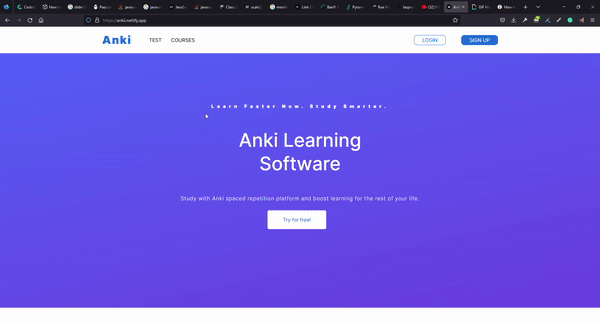 https://anki.netlify.app
Anki
TEST
COURSES
LOGIN
SIGN UP
Learn Faster Now. Study Smarter.
Anki Learning
Software
Study with Anki spaced repetition platform and boost learning for the rest of your life.
Try for free!